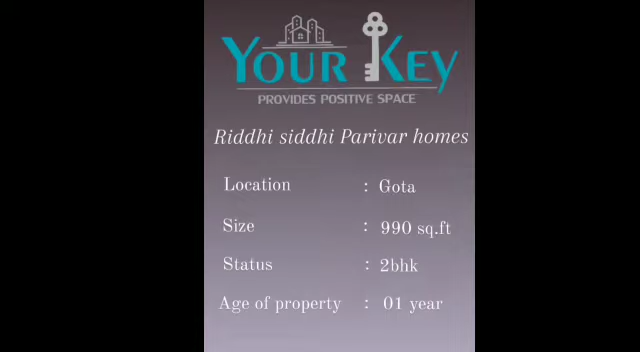 YOUR KEY
PROVIDES POSITIVE SPACE
Riddhi siddhi Parivar homes
Location : Gota
Size : 990 sq.ft
Status : 2bhk
Age of property : 01 year